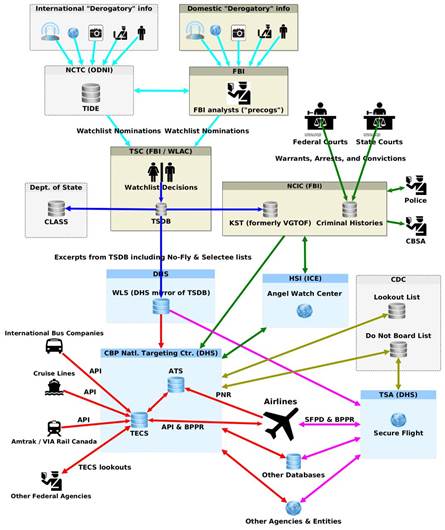 International "Derogatory" info
Domestic "Derogatory" info
NCTC (ODNI)
TIDE
FBI
FBI analysts ("precogs")
Watchlist Nominations
Watchlist Nominations
Federal Courts
State Courts
Warrants, Arrests, and Convictions
TSC (FBI / WLAC)
Watchlist Decisions
TSDB
Dept. of State
CLASS
NCIC (FBI)
KST (formerly VGTOF)
Criminal Histories
Police
CBSA
Excerpts from TSDB including No-Fly & Selectee lists
DHS
WLS (DHS mirror of TSDB)
HSI (ICE)
Angel Watch Center
CDC
Lookout List
Do Not Board List
International Bus Companies
API
Cruise Lines
API
Amtrak / VIA Rail Canada
API
TECS lookouts
Other Federal Agencies
CBP Natl. Targeting Ctr. (DHS)
ATS
TECS
PNR
API & BPPR
Airlines
SFPD & BPPR
TSA (DHS)
Secure Flight
Other Databases
Other Agencies & Entities